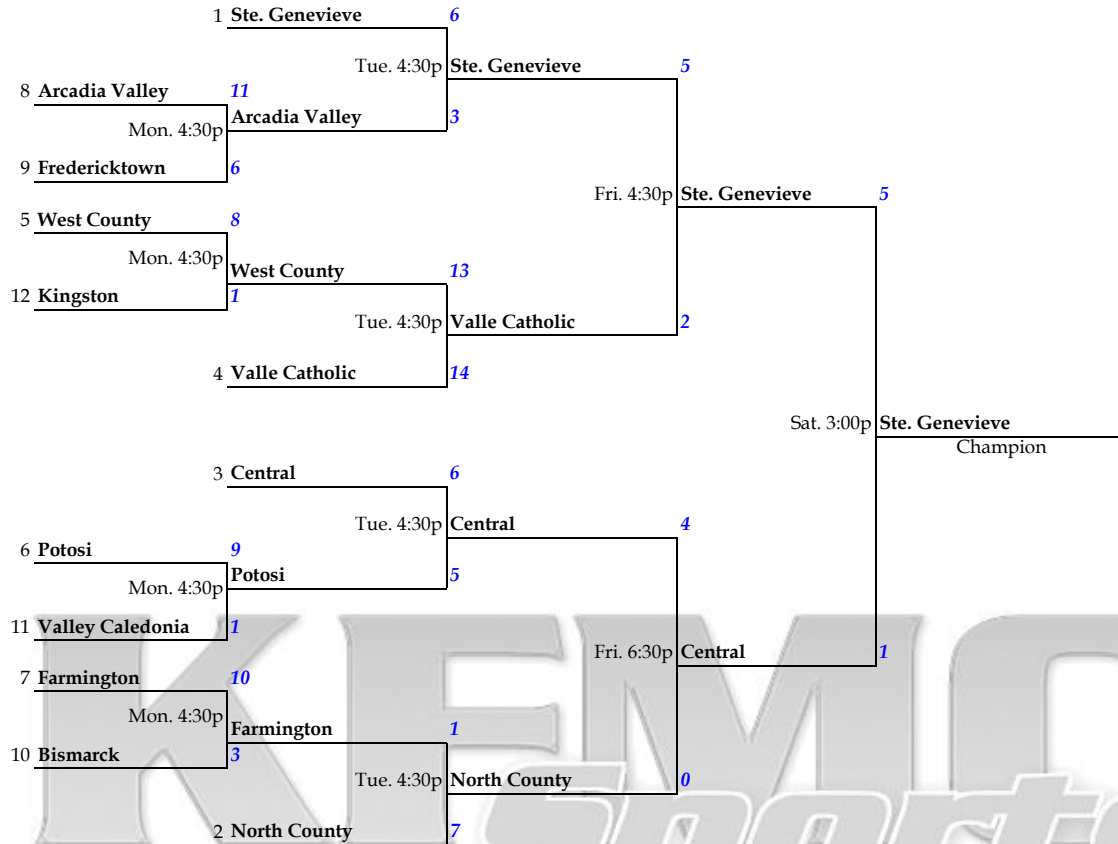 1 Ste. Genevieve 6
Tue. 4:30p Ste. Genevieve 5
8 Arcadia Valley 11
Mon. 4:30p Arcadia Valley 3
9 Fredericktown 6
Fri. 4:30p Ste. Genevieve 5
5 West County 8
Mon. 4:30p West County 13
12 Kingston 1
Tue. 4:30p Valle Catholic 2
4 Valle Catholic 14
Sat. 3:00p Ste. Genevieve
Champion
3 Central 6
Tue. 4:30p Central 4
6 Potosi 9
Mon. 4:30p Potosi 5
11 Valley Caledonia 1
Fri. 6:30p Central 1
7 Farmington 10
Mon. 4:30p Farmington 1
10 Bismarck 3
Tue. 4:30p North County 0
2 North County 7
Sports